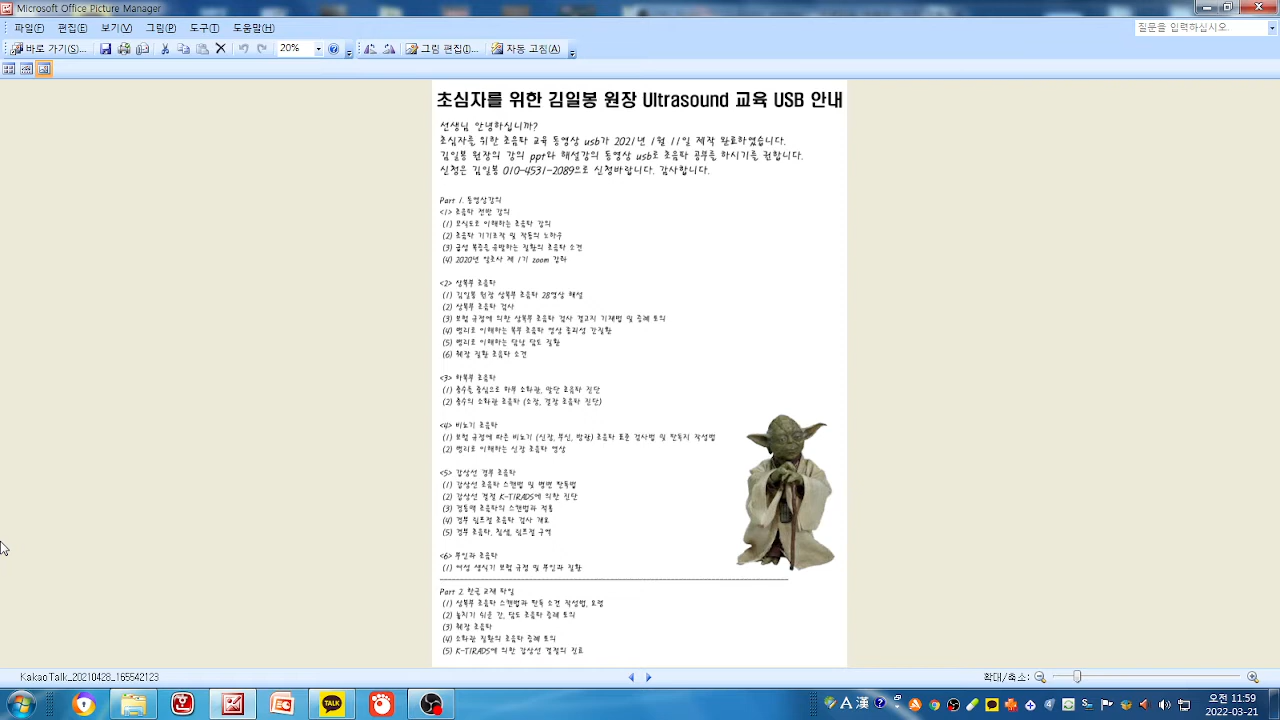 Microsoft Office Picture Manager
파일(F) 편집(E) 보기(V) 그림(P) 도구(T) 도움말(H)
질문을 입력하십시오.
바로 가기(S)... 20% 그림 편집(E)... 자동 고침(A)
초심자를 위한 김일봉 원장 Ultrasound 교육 USB 안내
선생님 안녕하십니까?
초심자를 위한 초음파 교육 동영상 usb가 2021년 1월 11일 제작 완료하였습니다.
김일봉 원장의 강의 ppt와 해설강의 동영상 usb로 초음파 공부를 하시기를 권합니다.
신청은 김일봉 010-4531-2089으로 신청바랍니다. 감사합니다.
Part 1. 동영상강의
<1> 초음파 전반 강의
(1) 모식도로 이해하는 초음파 강의
(2) 초음파 기기조작 및 작동의 노하우
(3) 급성 복증을 유발하는 질환의 초음파 소견
(4) 2020년 임초사 제 1기 zoom 강좌
<2> 상복부 초음파
(1) 김일봉 원장 상복부 초음파 28영상 해설
(2) 상복부 초음파 검사
(3) 보험 규정에 의한 상복부 초음파 검사 결과지 기재법 및 증례 토의
(4) 병리로 이해하는 복부 초음파 영상 종괴성 간질환
(5) 병리로 이해하는 담낭 담도 질환
(6) 췌장 질환 초음파 소견
<3> 하복부 초음파
(1) 충수를 중심으로 하부 소화관, 말단 초음파 진단
(2) 충수외 소화관 초음파 (소장, 결장 초음파 진단)
<4> 비뇨기 초음파
(1) 보험 규정에 따른 비뇨기 (신장, 부신, 방광) 초음파 표준 검사법 및 판독지 작성법
(2) 병리로 이해하는 신장 초음파 영상
<5> 갑상선 경부 초음파
(1) 갑상선 초음파 스캔법 및 병변 판독법
(2) 갑상선 결절 K-TIRADS에 의한 진단
(3) 경동맥 초음파의 스캔법과 적용
(4) 경부 림프절 초음파 검사 개요
(5) 경부 초음파, 침샘, 림프절 구역
<6> 부인과 초음파
(1) 여성 생식기 보험 규정 및 부인과 질환
Part 2. 한글 교재 파일
(1) 상복부 초음파 스캔법과 판독 소견 작성법, 요령
(2) 놓치기 쉬운 간, 담도 초음파 증례 토의
(3) 췌장 초음파
(4) 소화관 질환의 초음파 증례 토의
(5) K-TIRADS에 의한 갑상선 결절의 진료
KakaoTalk_20210428_165542123
확대/축소:
TALK
A 漢
오전 11:59
2022-03-21